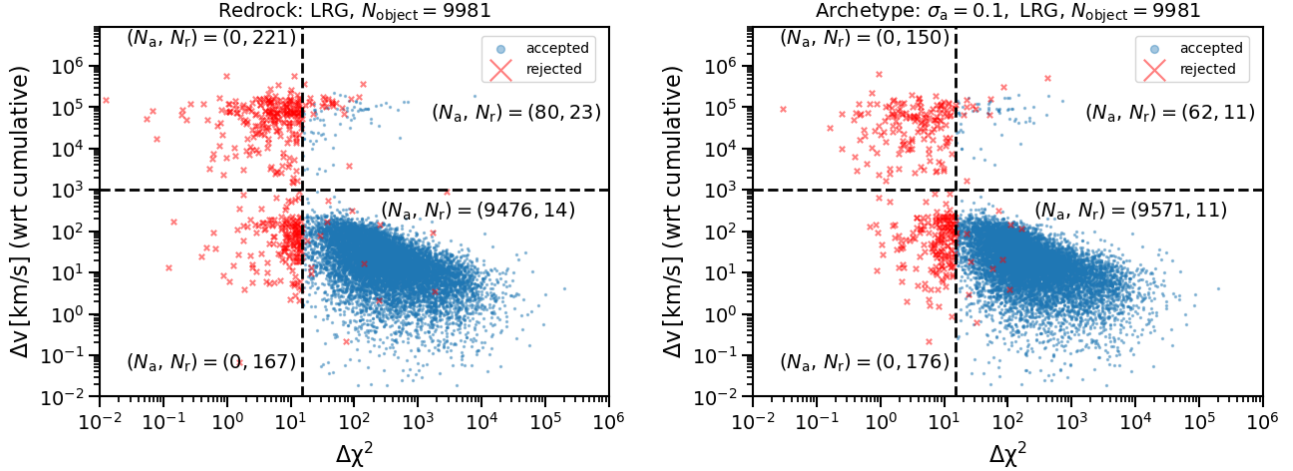 Redrock: LRG, N_object = 9981
(N_a, N_r) = (0, 221)
accepted
rejected
(N_a, N_r) = (80, 23)
(N_a, N_r) = (9476, 14)
(N_a, N_r) = (0, 167)
Δv [km/s] (wrt cumulative)
10^6
10^5
10^4
10^3
10^2
10^1
10^0
10^−1
10^−2
10^−2 10^−1 10^0 10^1 10^2 10^3 10^4 10^5 10^6
Δχ²
Archetype: σ_a = 0.1, LRG, N_object = 9981
(N_a, N_r) = (0, 150)
accepted
rejected
(N_a, N_r) = (62, 11)
(N_a, N_r) = (9571, 11)
(N_a, N_r) = (0, 176)
Δv [km/s] (wrt cumulative)
10^6
10^5
10^4
10^3
10^2
10^1
10^0
10^−1
10^−2
10^−2 10^−1 10^0 10^1 10^2 10^3 10^4 10^5 10^6
Δχ²